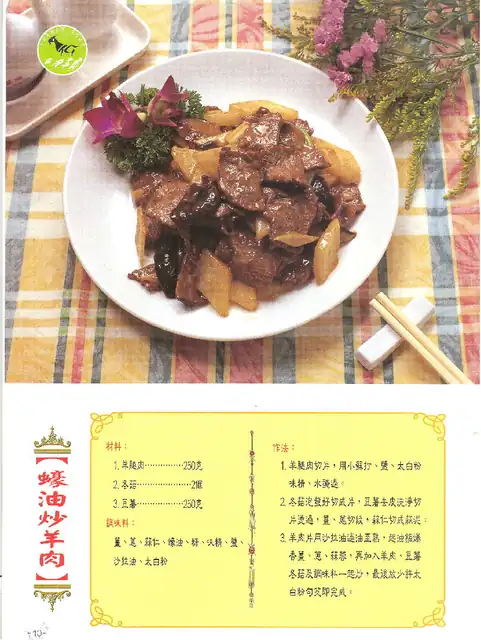 【蠔油炒羊肉】
材料：
1.羊腿肉……………250克
2.冬菇…………………2個
3.豆薯………………250克
調味料：
薑、蔥、蒜仁、蠔油、糖、味精、鹽、
沙拉油、太白粉
作法：
1.羊腿肉切片，用小蘇打、鹽、太白粉
味精、水醃過。
2.冬菇泡發好切成片，豆薯去皮洗淨切
片燙過，薑、蔥切段，蒜仁切成蒜泥。
3.羊肉片用沙拉油過油至熟，起油鍋爆
香薑、蔥、蒜蓉，再加入羊肉、豆薯
冬菇及調味料一起炒，最後放少許太
白粉勾芡即完成。
-10-